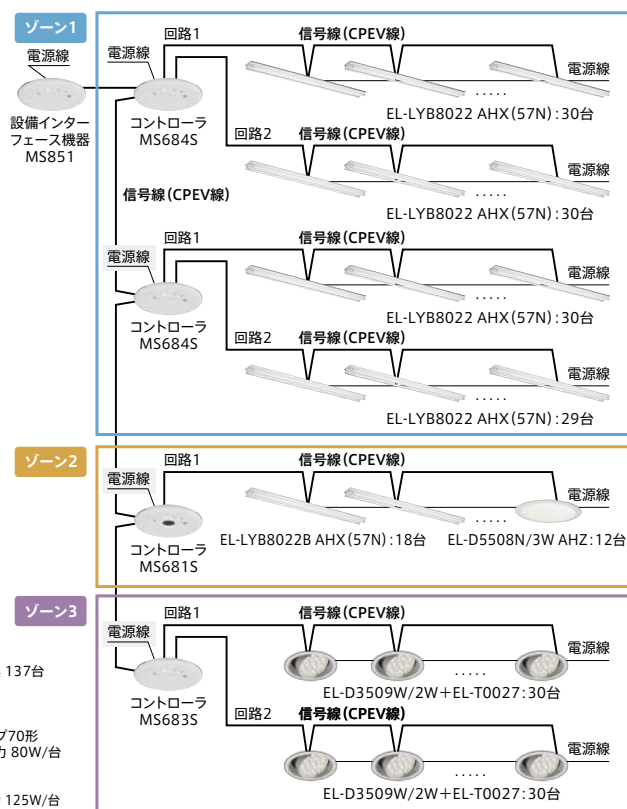 ゾーン1
電源線
設備インター
フェース機器
MS851
電源線
コントローラ
MS684S
回路1
信号線(CPEV線)
電源線
EL-LYB8022 AHX(57N):30台
回路2
信号線(CPEV線)
電源線
EL-LYB8022 AHX(57N):30台
信号線(CPEV線)
電源線
コントローラ
MS684S
回路1
信号線(CPEV線)
電源線
EL-LYB8022 AHX(57N):30台
回路2
信号線(CPEV線)
電源線
EL-LYB8022 AHX(57N):29台
ゾーン2
電源線
コントローラ
MS681S
回路1
信号線(CPEV線)
電源線
EL-LYB8022B AHX(57N):18台
EL-D5508N/3W AHZ:12台
ゾーン3
電源線
コントローラ
MS683S
回路1
信号線(CPEV線)
電源線
EL-D3509W/2W+EL-T0027:30台
回路2
信号線(CPEV線)
電源線
EL-D3509W/2W+EL-T0027:30台
137台
プ70形
力 80W/台
125W/台